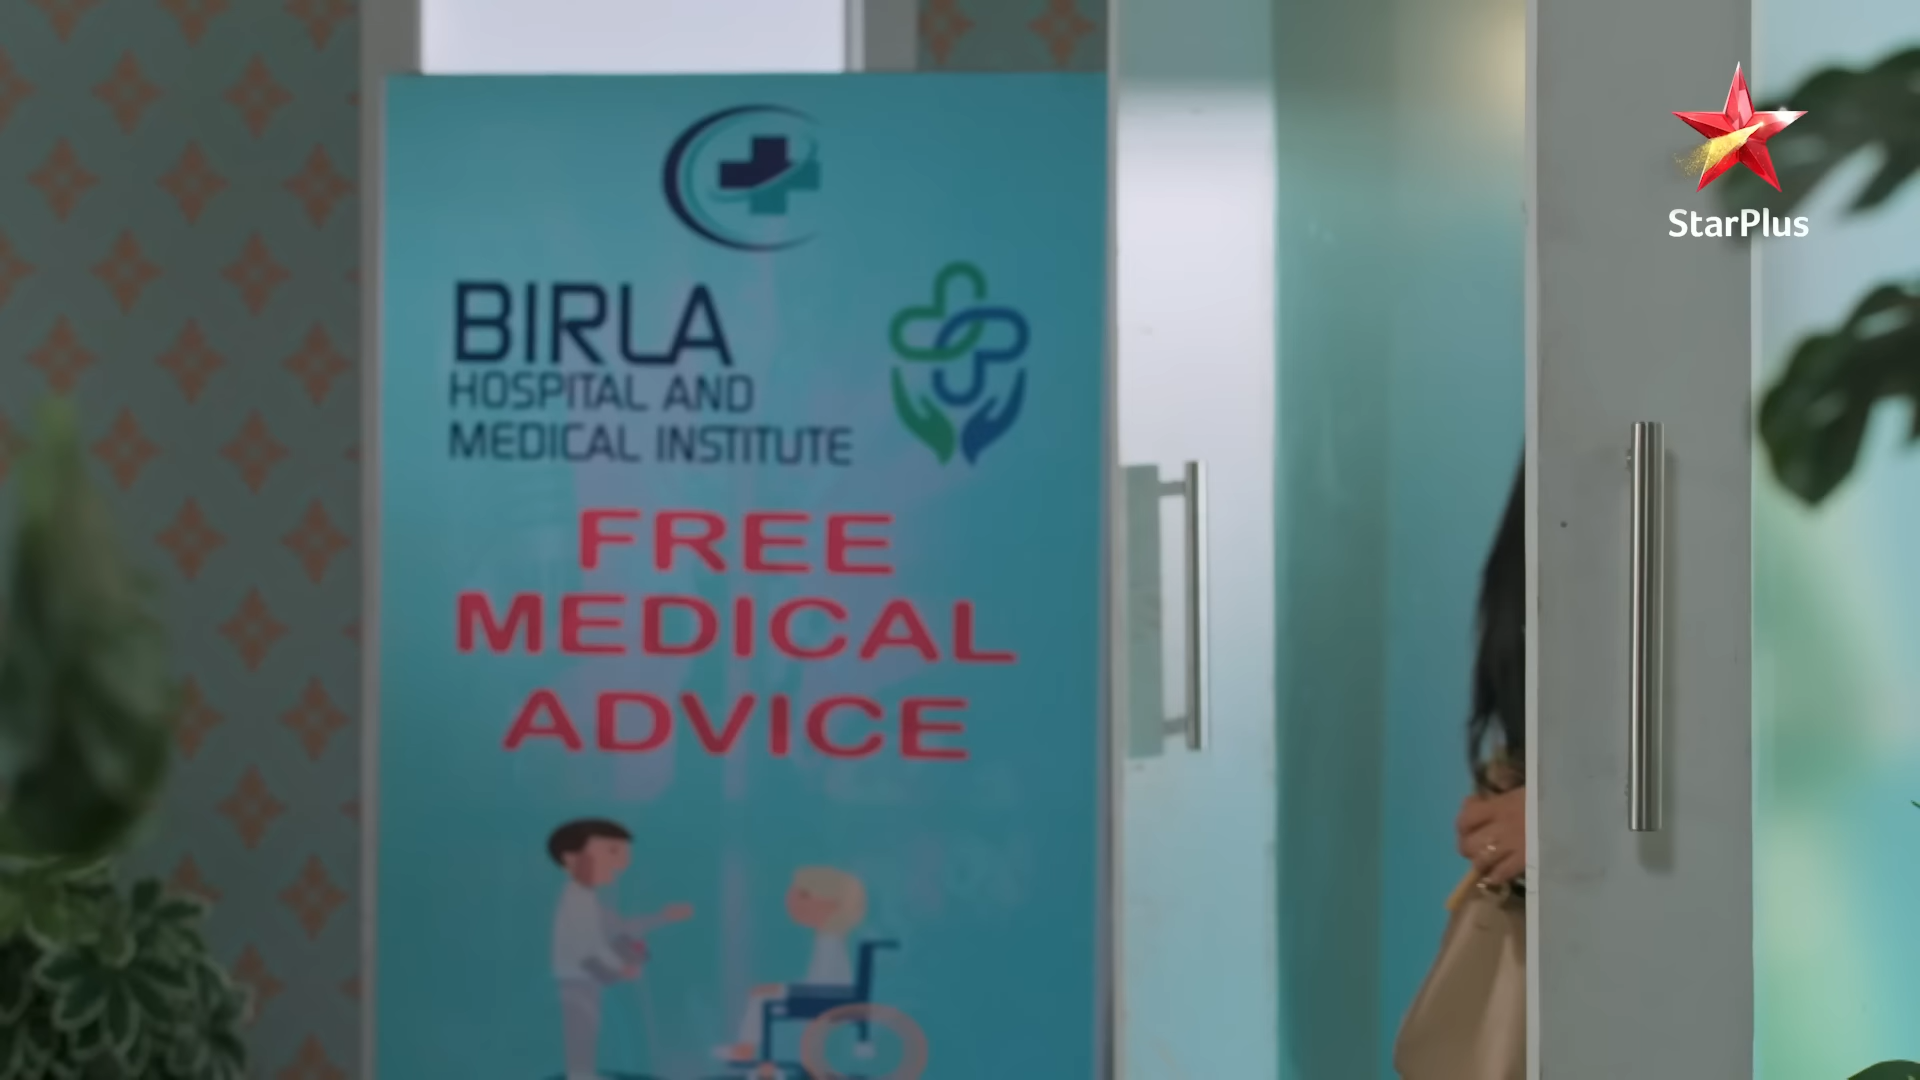 BIRLA
HOSPITAL AND
MEDICAL INSTITUTE
FREE
MEDICAL
ADVICE
StarPlus